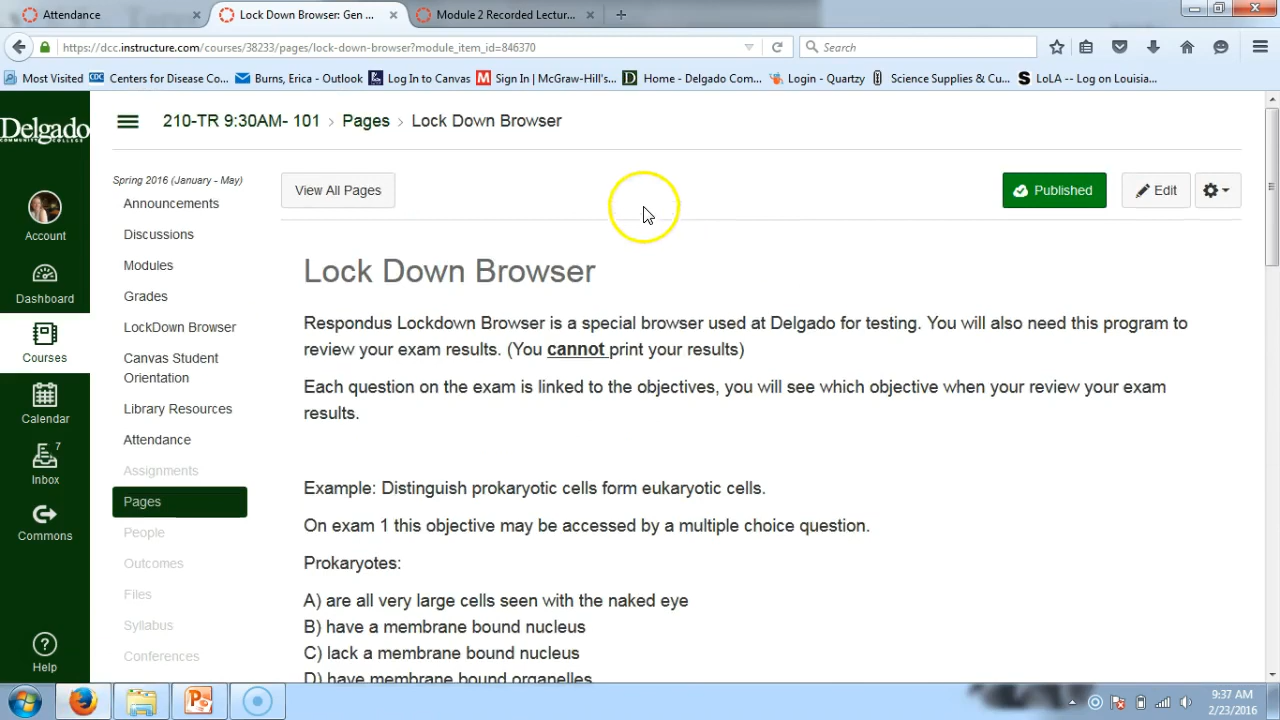 Attendance
Lock Down Browser: Gen ...
Module 2 Recorded Lectur...
https://dcc.instructure.com/courses/38233/pages/lock-down-browser?module_item_id=846370
Search
Most Visited
CDC Centers for Disease Co...
Burns, Erica - Outlook
Log In to Canvas
M Sign In | McGraw-Hill's...
D Home - Delgado Com...
Login - Quartzy
Science Supplies & Cu...
S LoLA -- Log on Louisia...
Delgado
COMMUNITY COLLEGE
Account
Dashboard
Courses
Calendar
7
Inbox
Commons
Help
210-TR 9:30AM- 101 › Pages › Lock Down Browser
Spring 2016 (January - May)
Announcements
Discussions
Modules
Grades
LockDown Browser
Canvas Student
Orientation
Library Resources
Attendance
Assignments
Pages
People
Outcomes
Files
Syllabus
Conferences
View All Pages
Published
Edit
Lock Down Browser
Respondus Lockdown Browser is a special browser used at Delgado for testing. You will also need this program to
review your exam results. (You cannot print your results)
Each question on the exam is linked to the objectives, you will see which objective when your review your exam
results.
Example: Distinguish prokaryotic cells form eukaryotic cells.
On exam 1 this objective may be accessed by a multiple choice question.
Prokaryotes:
A) are all very large cells seen with the naked eye
B) have a membrane bound nucleus
C) lack a membrane bound nucleus
D) have membrane bound organelles
9:37 AM
2/23/2016